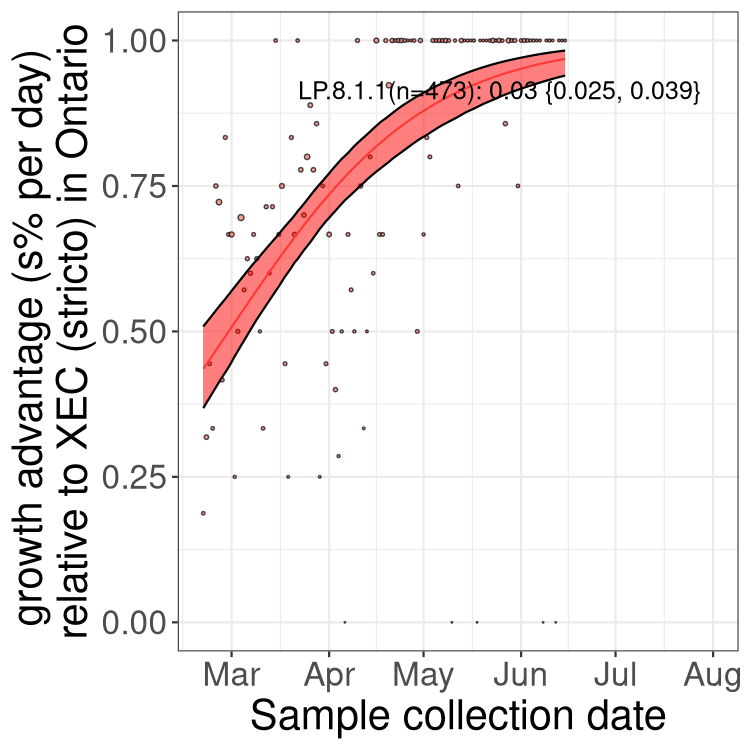 growth advantage (s% per day)
relative to XEC (stricto) in Ontario
1.00
0.75
0.50
0.25
0.00
LP.8.1.1(n=473): 0.03 {0.025, 0.039}
Mar Apr May Jun Jul Aug
Sample collection date